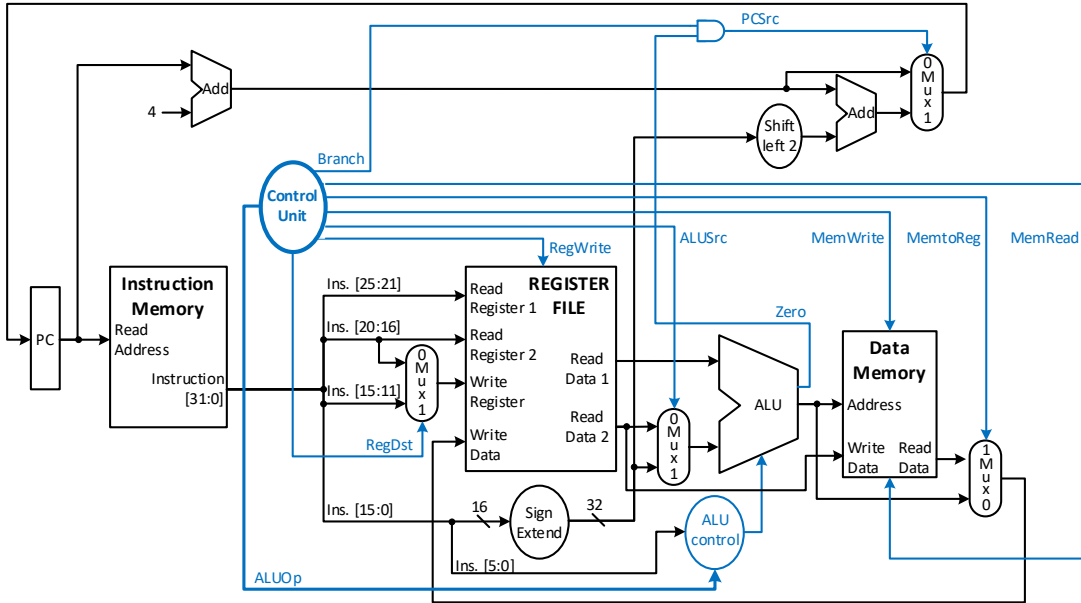 PCSrc
0
M
u
x
1
Add
4
Add
Shift
left 2
Branch
Control
Unit
RegWrite
ALUSrc
MemWrite
MemtoReg
MemRead
Instruction
Memory
Read
Address
Instruction
[31:0]
PC
Ins. [25:21]
Ins. [20:16]
Ins. [15:11]
0
M
u
x
1
RegDst
REGISTER
FILE
Read
Register 1
Read
Register 2
Write
Register
Write
Data
Read
Data 1
Read
Data 2
Zero
0
M
u
x
1
ALU
Data
Memory
Address
Write
Data
Read
Data
1
M
u
x
0
Ins. [15:0]
16
Sign
Extend
32
ALU
control
Ins. [5:0]
ALUOp